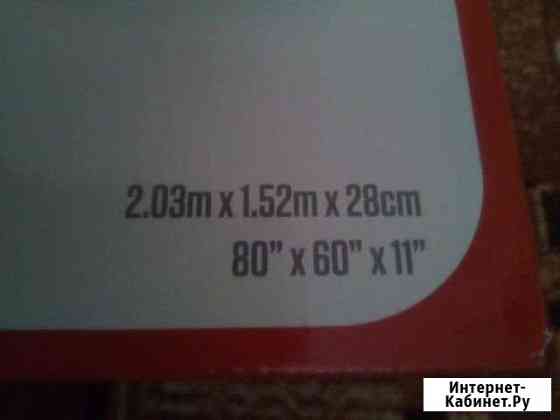 2.03m x 1.52m x 28cm
80” x 60” x 11”
Интернет-
Кабинет.Ру